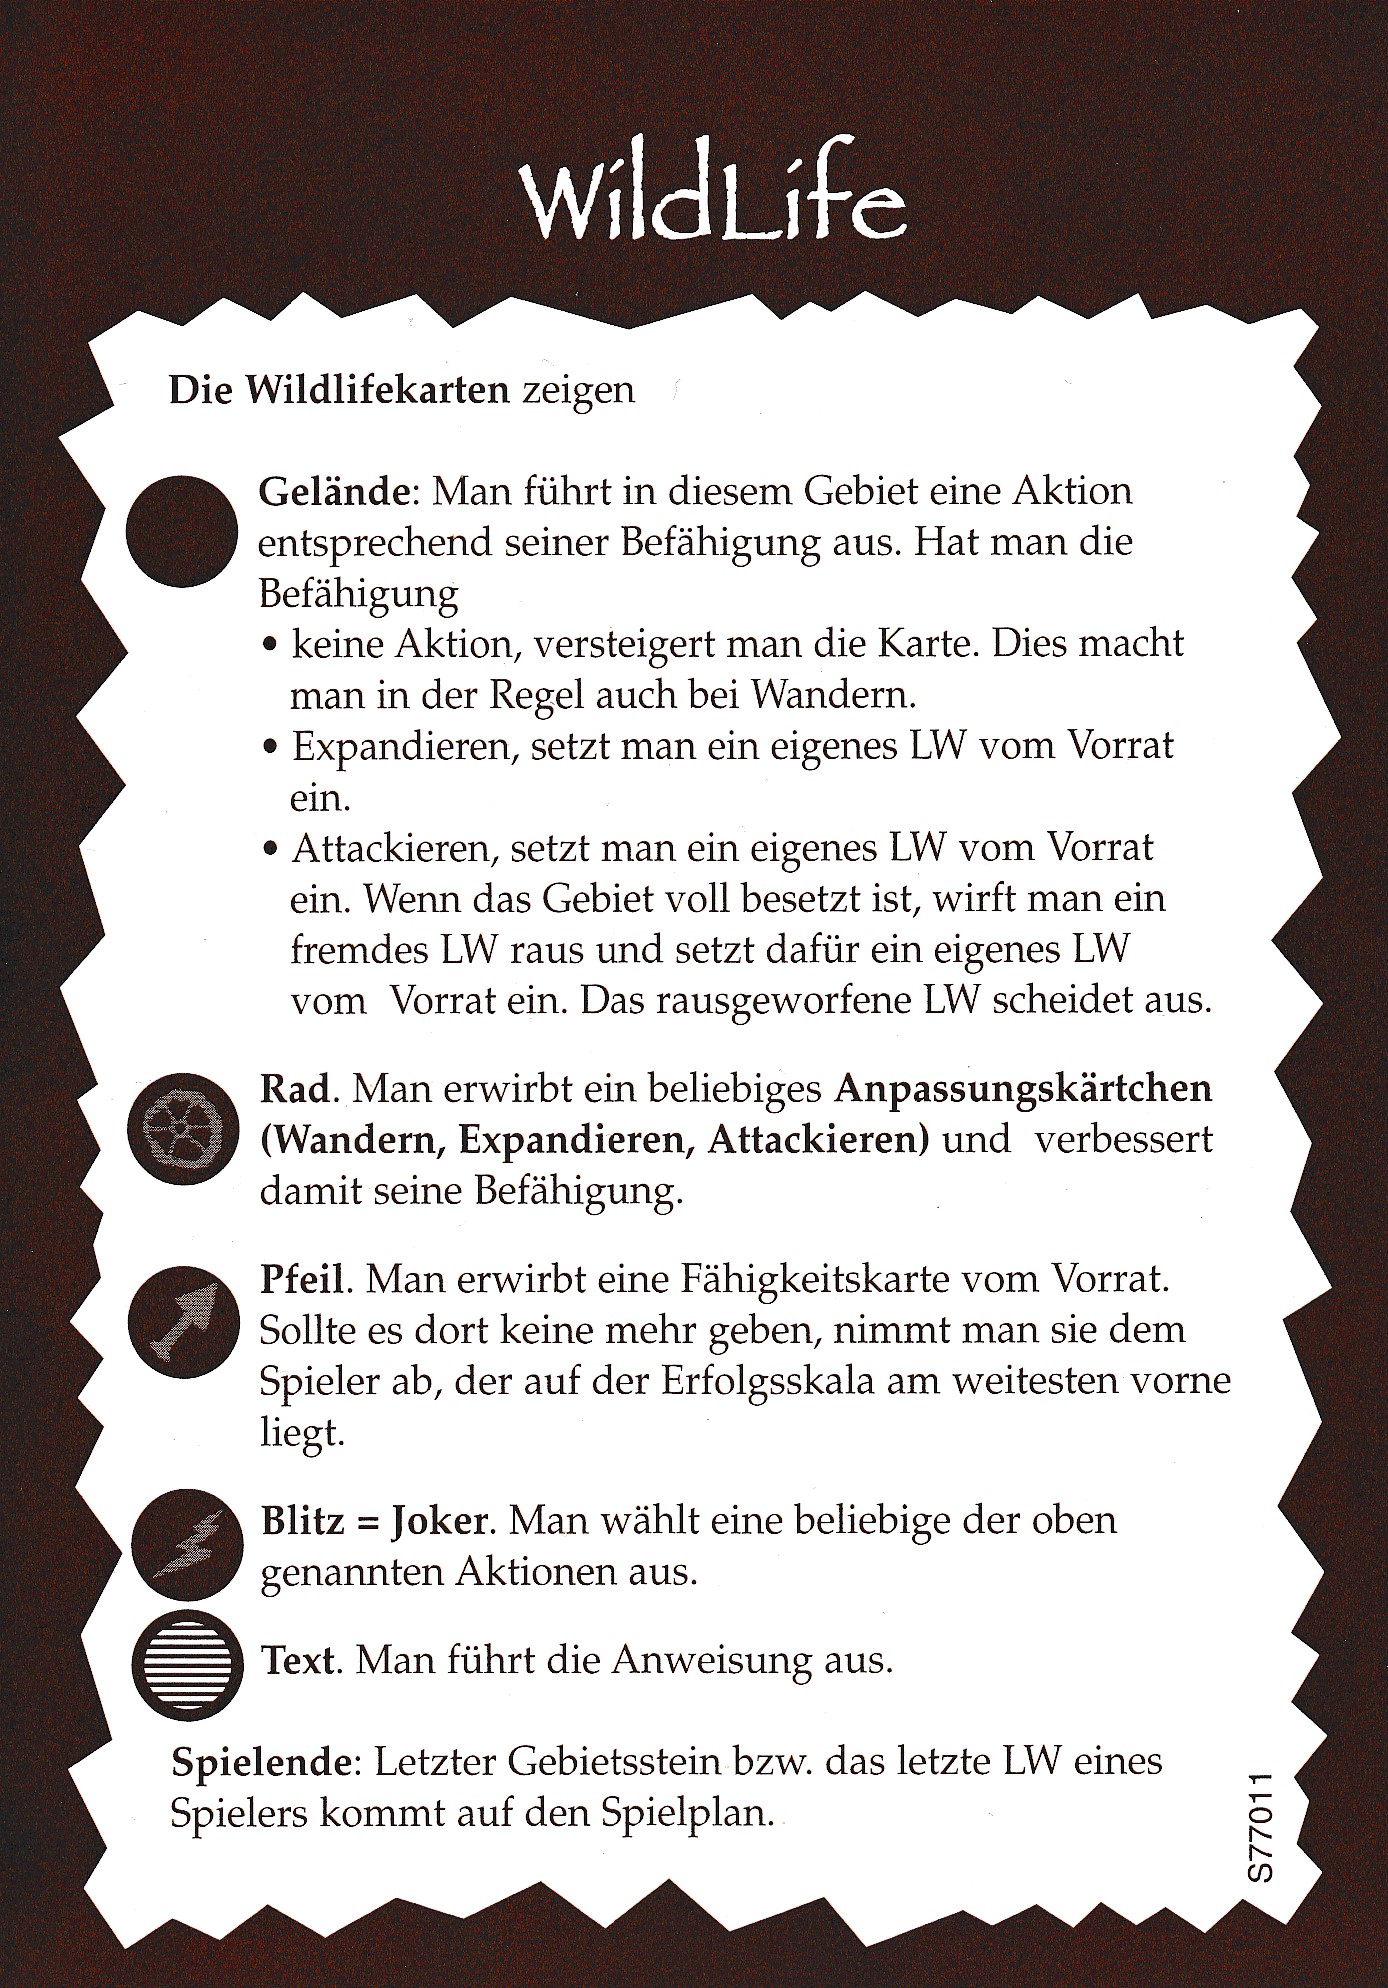 WildLife
Die Wildlifekarten zeigen
Gelände: Man führt in diesem Gebiet eine Aktion
entsprechend seiner Befähigung aus. Hat man die
Befähigung
• keine Aktion, versteigert man die Karte. Dies macht
man in der Regel auch bei Wandern.
• Expandieren, setzt man ein eigenes LW vom Vorrat
ein.
• Attackieren, setzt man ein eigenes LW vom Vorrat
ein. Wenn das Gebiet voll besetzt ist, wirft man ein
fremdes LW raus und setzt dafür ein eigenes LW
vom Vorrat ein. Das rausgeworfene LW scheidet aus.
Rad. Man erwirbt ein beliebiges Anpassungskärtchen
(Wandern, Expandieren, Attackieren) und verbessert
damit seine Befähigung.
Pfeil. Man erwirbt eine Fähigkeitskarte vom Vorrat.
Sollte es dort keine mehr geben, nimmt man sie dem
Spieler ab, der auf der Erfolgsskala am weitesten vorne
liegt.
Blitz = Joker. Man wählt eine beliebige der oben
genannten Aktionen aus.
Text. Man führt die Anweisung aus.
Spielende: Letzter Gebietsstein bzw. das letzte LW eines
Spielers kommt auf den Spielplan.
S77011